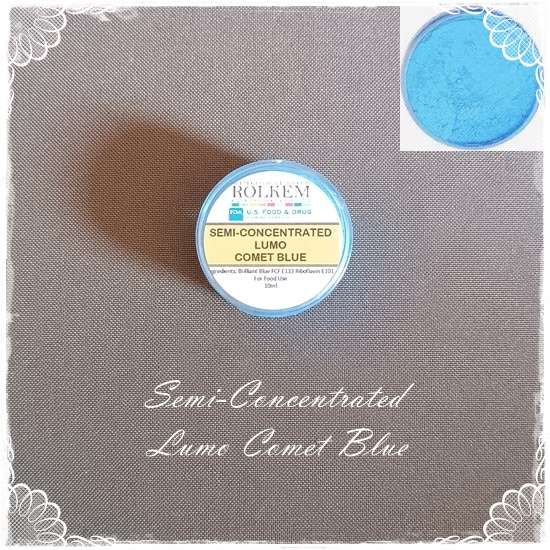 ROLKEM
FDA U.S. FOOD & DRUG
SEMI-CONCENTRATED
LUMO
COMET BLUE
Ingredients: Brilliant Blue FCF E133 Riboflavin E101
For Food Use
10ml
Semi-Concentrated
Lumo Comet Blue